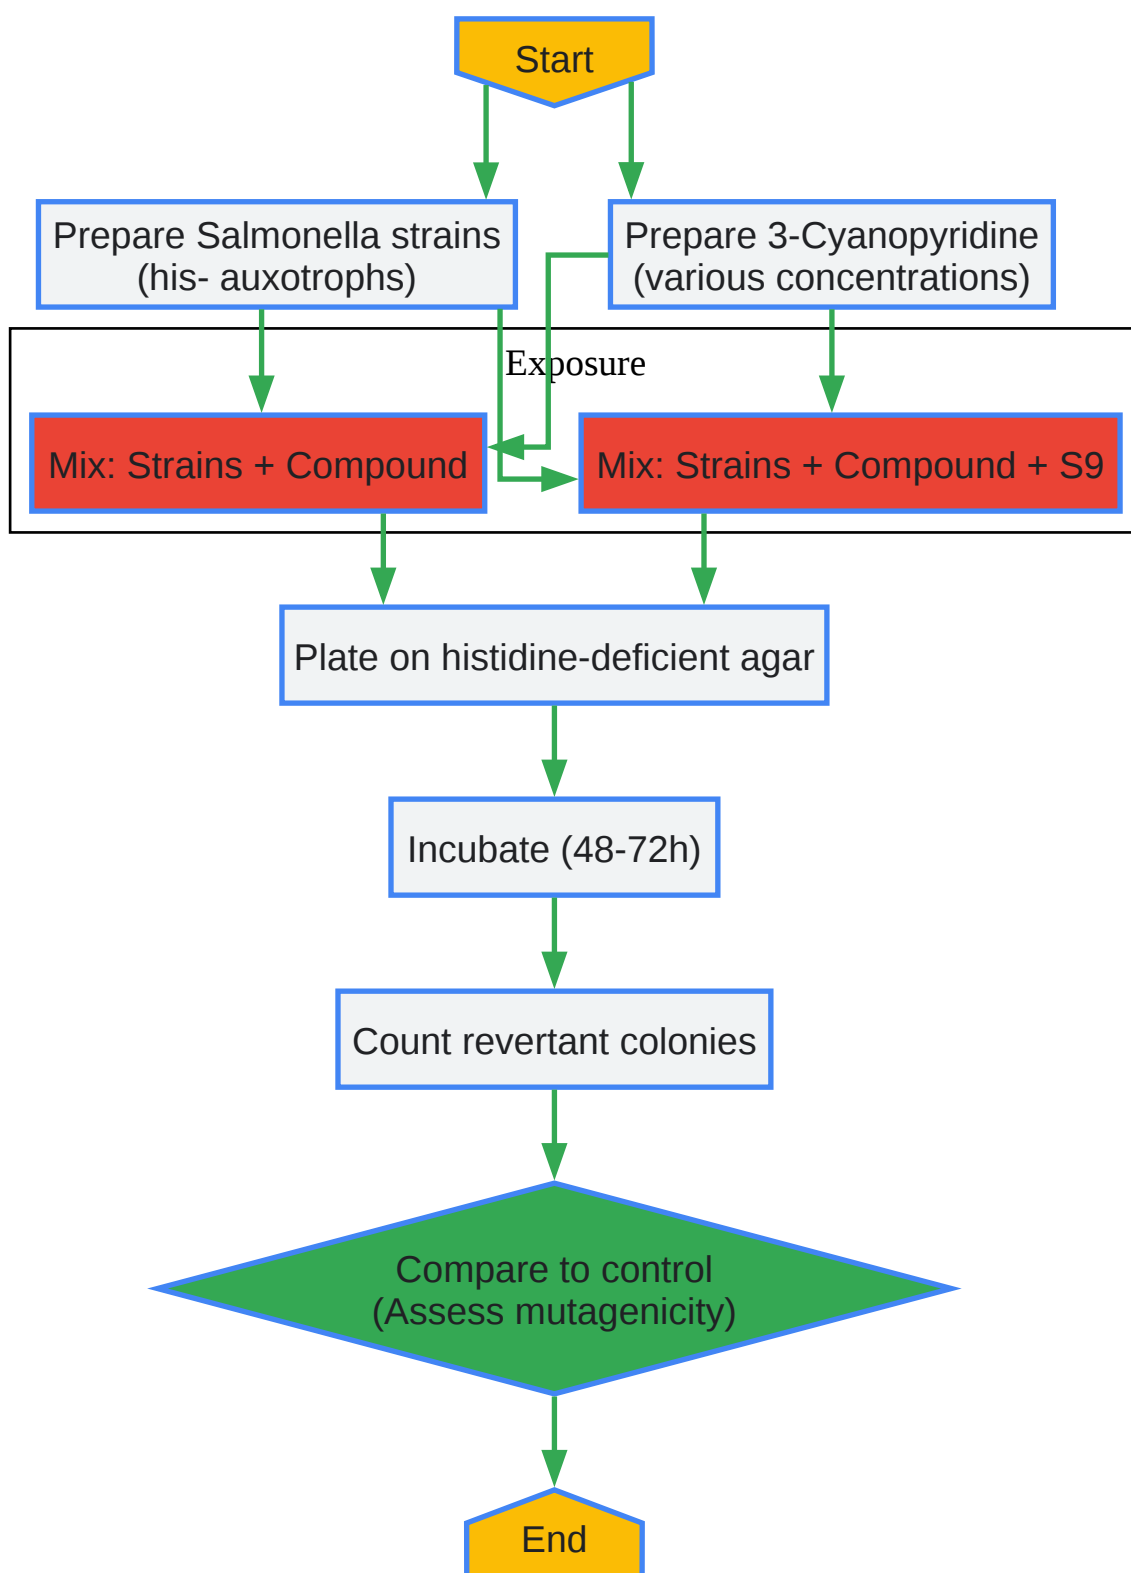 Start
Prepare Salmonella strains
(his- auxotrophs)
Prepare 3-Cyanopyridine
(various concentrations)
Exposure
Mix: Strains + Compound
Mix: Strains + Compound + S9
Plate on histidine-deficient agar
Incubate (48-72h)
Count revertant colonies
Compare to control
(Assess mutagenicity)
End